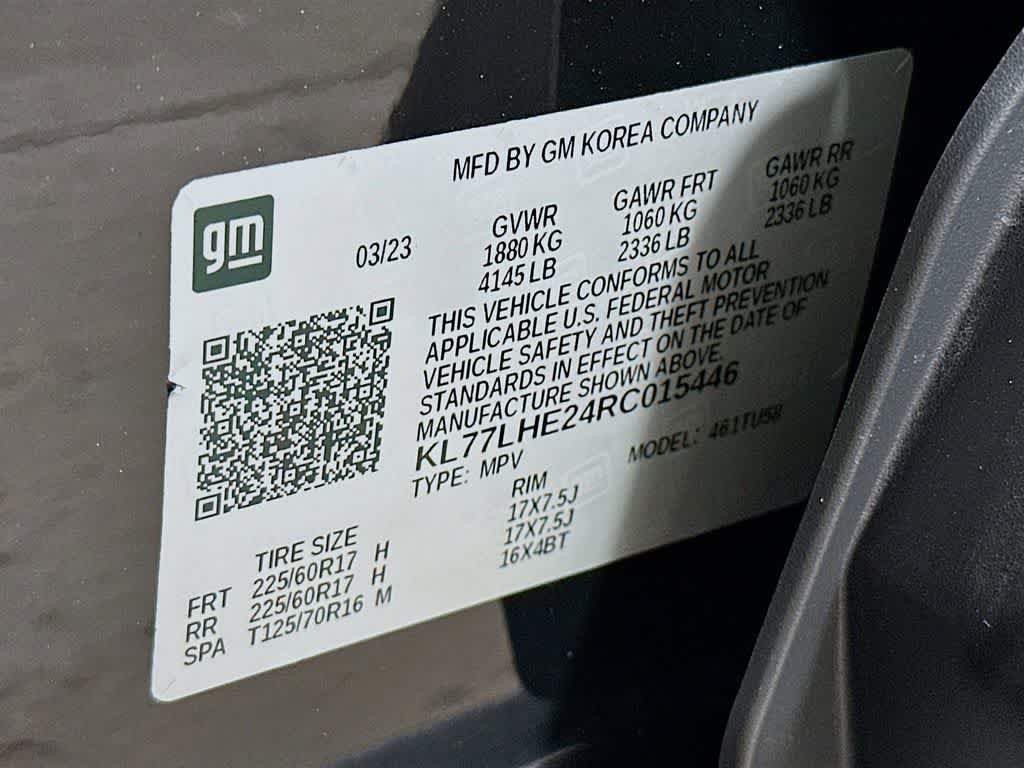 MFD BY GM KOREA COMPANY
gm
03/23
GVWR
1880 KG
4145 LB
GAWR FRT
1060 KG
2336 LB
GAWR RR
1060 KG
2336 LB
THIS VEHICLE CONFORMS TO ALL
APPLICABLE U.S. FEDERAL MOTOR
VEHICLE SAFETY AND THEFT PREVENTION
STANDARDS IN EFFECT ON THE DATE OF
MANUFACTURE SHOWN ABOVE.
KL77LHE24RC015446
TYPE: MPV
MODEL: 461TU58
TIRE SIZE
RIM
FRT 225/60R17 H 17X7.5J
RR 225/60R17 H 17X7.5J
SPA T125/70R16 M 16X4BT